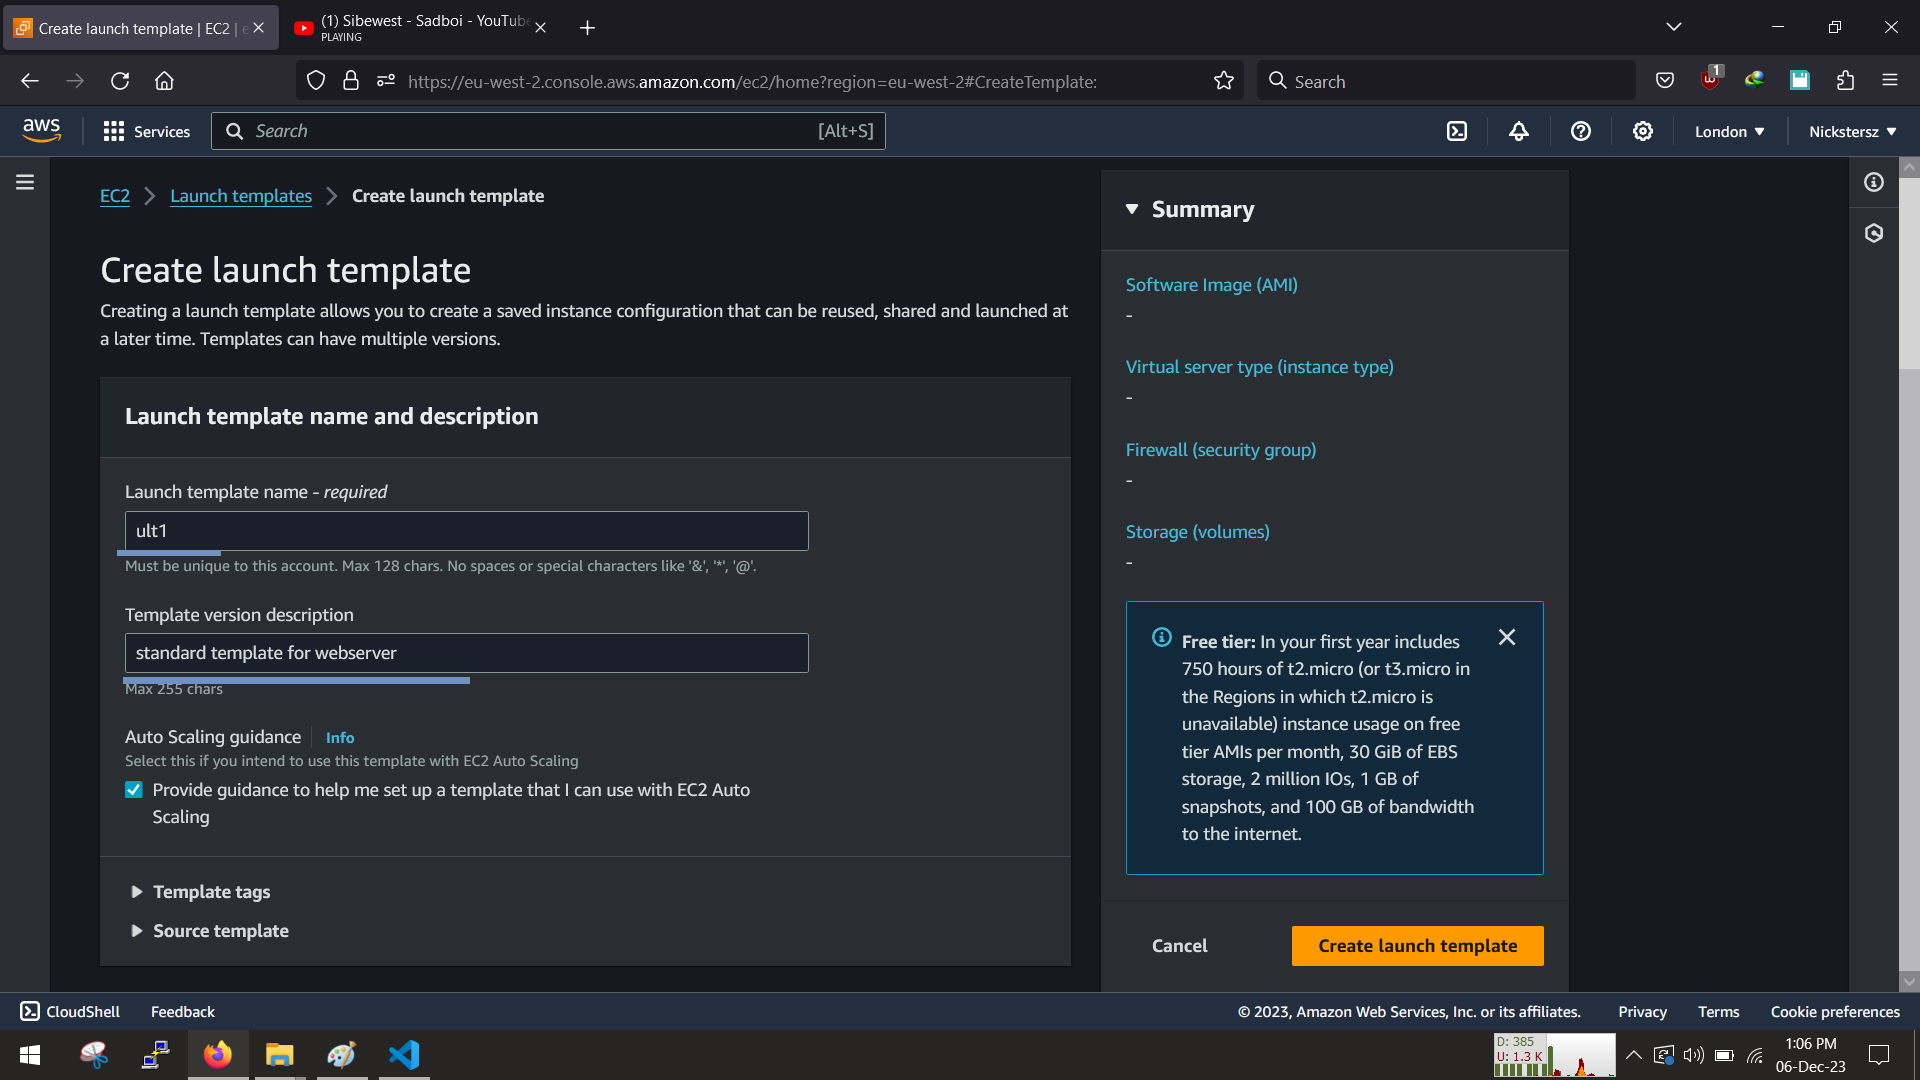 Create launch template | EC2 | e
(1) Sibewest - Sadboi - YouTube
PLAYING
https://eu-west-2.console.aws.amazon.com/ec2/home?region=eu-west-2#CreateTemplate:
Search
1
aws
Services
Search
[Alt+S]
London
Nickstersz
EC2
Launch templates
Create launch template
Create launch template
Creating a launch template allows you to create a saved instance configuration that can be reused, shared and launched at
a later time. Templates can have multiple versions.
Launch template name and description
Launch template name - required
ult1
Must be unique to this account. Max 128 chars. No spaces or special characters like '&', '*', '@'.
Template version description
standard template for webserver
Max 255 chars
Auto Scaling guidance
Info
Select this if you intend to use this template with EC2 Auto Scaling
Provide guidance to help me set up a template that I can use with EC2 Auto
Scaling
Template tags
Source template
Summary
Software Image (AMI)
-
Virtual server type (instance type)
-
Firewall (security group)
-
Storage (volumes)
-
Free tier: In your first year includes
750 hours of t2.micro (or t3.micro in
the Regions in which t2.micro is
unavailable) instance usage on free
tier AMIs per month, 30 GiB of EBS
storage, 2 million IOs, 1 GB of
snapshots, and 100 GB of bandwidth
to the internet.
Cancel
Create launch template
CloudShell
Feedback
© 2023, Amazon Web Services, Inc. or its affiliates.
Privacy
Terms
Cookie preferences
D: 385
U: 1.3 K
1:06 PM
06-Dec-23